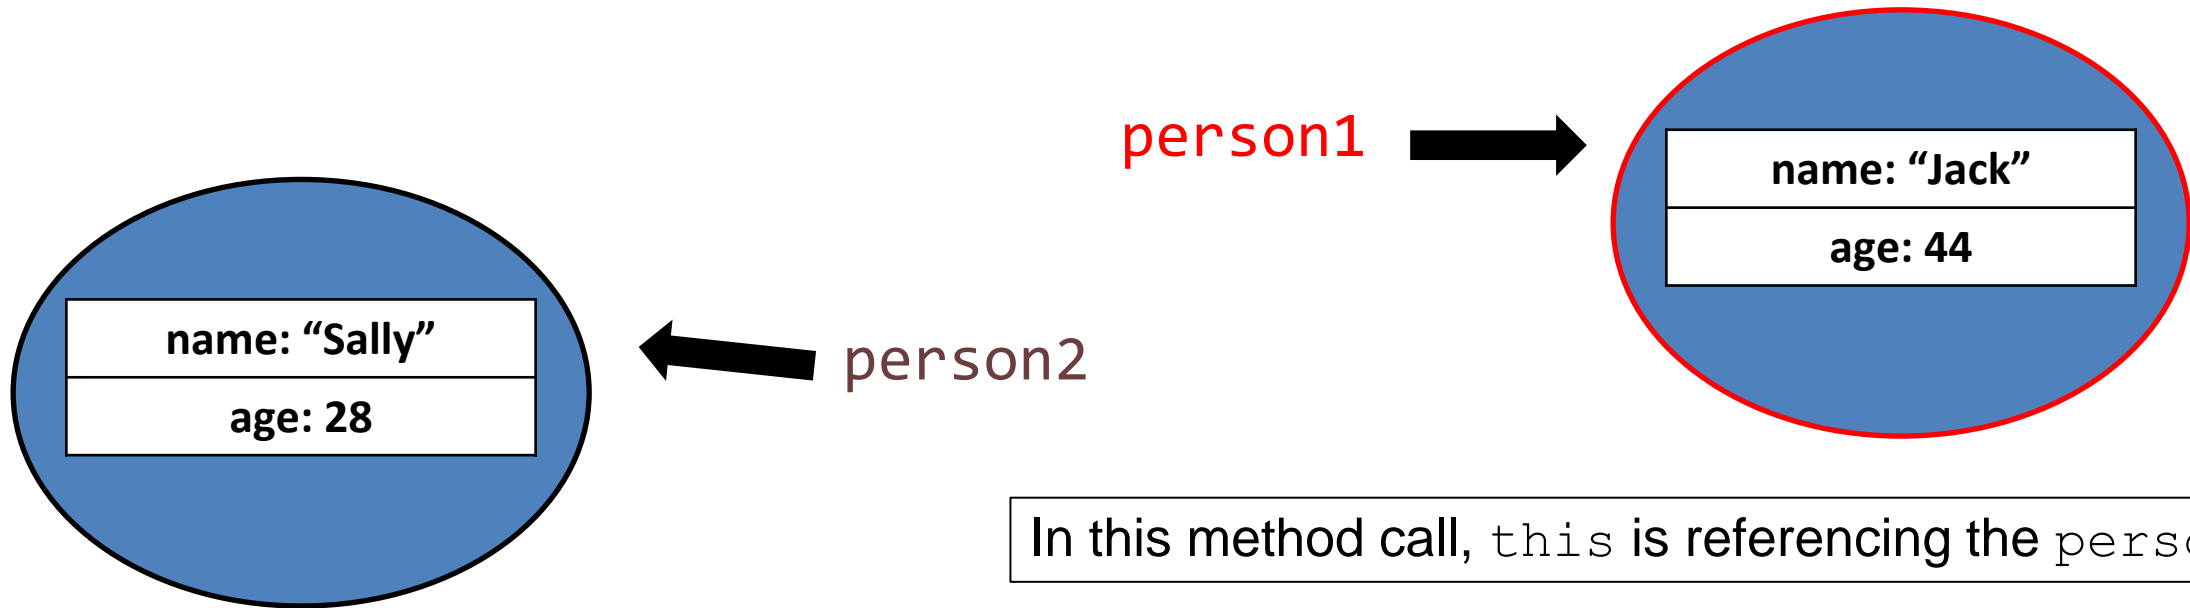 person1
name: “Jack”
age: 44
name: “Sally”
age: 28
person2
In this method call, this is referencing the